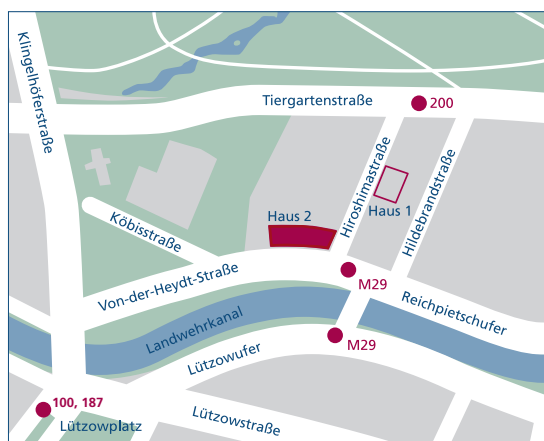 Klingelhöferstraße
Tiergartenstraße
200
Hiroshimastraße
Hildebrandstraße
Haus 1
Haus 2
Köbisstraße
Von-der-Heydt-Straße
M29
Reichpietschufer
Landwehrkanal
M29
Lützowufer
100, 187
Lützowplatz
Lützowstraße